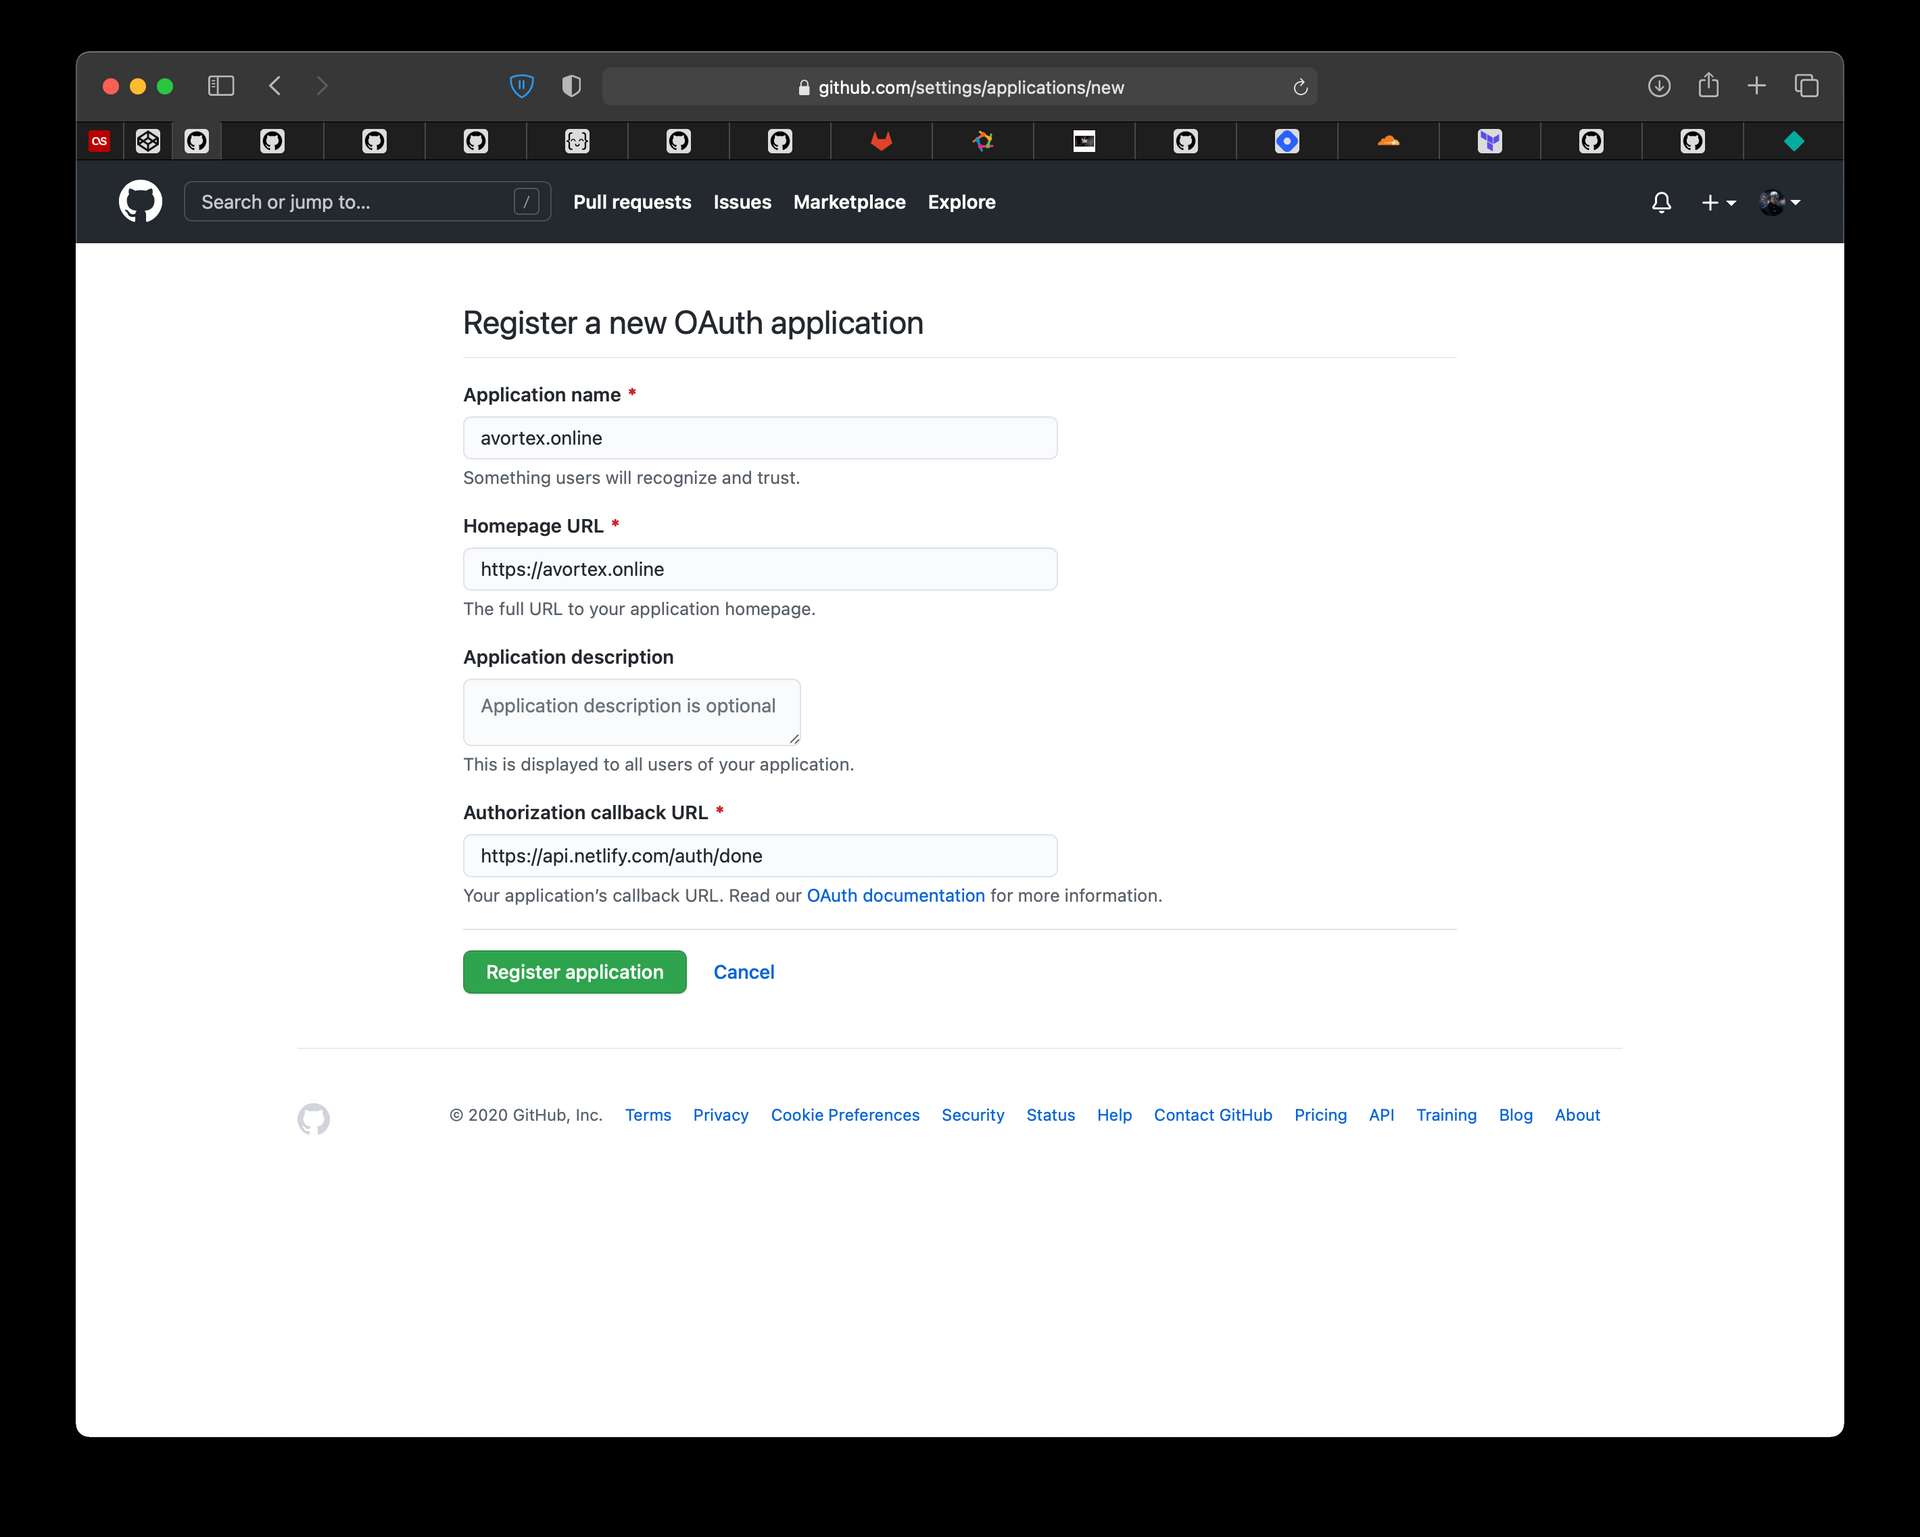 github.com/settings/applications/new
OS
Search or jump to... /
Pull requests Issues Marketplace Explore
Register a new OAuth application
Application name *
avortex.online
Something users will recognize and trust.
Homepage URL *
https://avortex.online
The full URL to your application homepage.
Application description
Application description is optional
This is displayed to all users of your application.
Authorization callback URL *
https://api.netlify.com/auth/done
Your application’s callback URL. Read our OAuth documentation for more information.
Register application Cancel
© 2020 GitHub, Inc. Terms Privacy Cookie Preferences Security Status Help Contact GitHub Pricing API Training Blog About